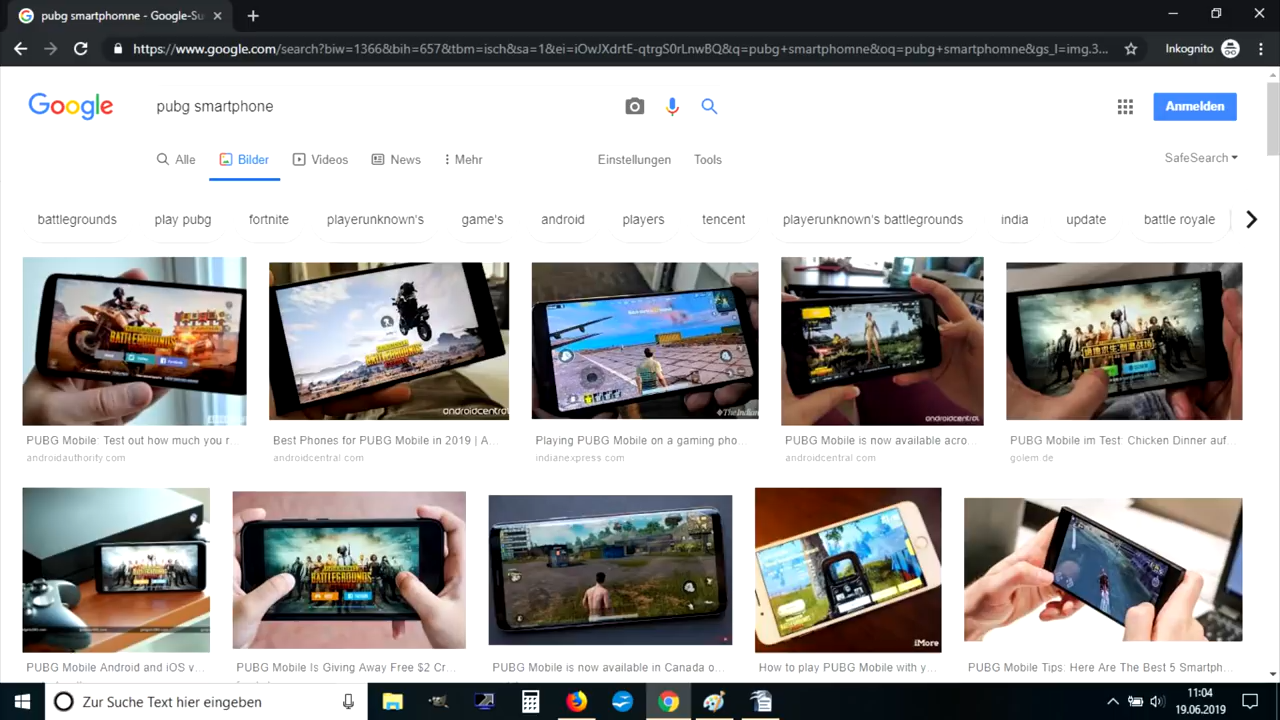 pubg smartphomne - Google-Su
https://www.google.com/search?biw=1366&bih=657&tbm=isch&sa=1&ei=iOwJXdrtE-qtrgS0rLnwBQ&q=pubg+smartphomne&oq=pubg+smartphomne&gs_l=img.3...
Inkognito
Google
pubg smartphone
Anmelden
Alle
Bilder
Videos
News
Mehr
Einstellungen
Tools
SafeSearch
battlegrounds
play pubg
fortnite
playerunknown's
game's
android
players
tencent
playerunknown's battlegrounds
india
update
battle royale
BATTLEGROUNDS
androidcentral
The Indian
androidcentral
PUBG Mobile: Test out how much you r...
Best Phones for PUBG Mobile in 2019 | A...
Playing PUBG Mobile on a gaming pho...
PUBG Mobile is now available acro...
PUBG Mobile im Test: Chicken Dinner auf...
androidauthority.com
androidcentral.com
indianexpress.com
androidcentral.com
golem.de
BATTLEGROUNDS
iMore
PUBG Mobile Android and iOS v...
PUBG Mobile Is Giving Away Free $2 Cr...
PUBG Mobile is now available in Canada o...
How to play PUBG Mobile with y...
PUBG Mobile Tips: Here Are The Best 5 Smartph...
Zur Suche Text hier eingeben
11:04
19.06.2019